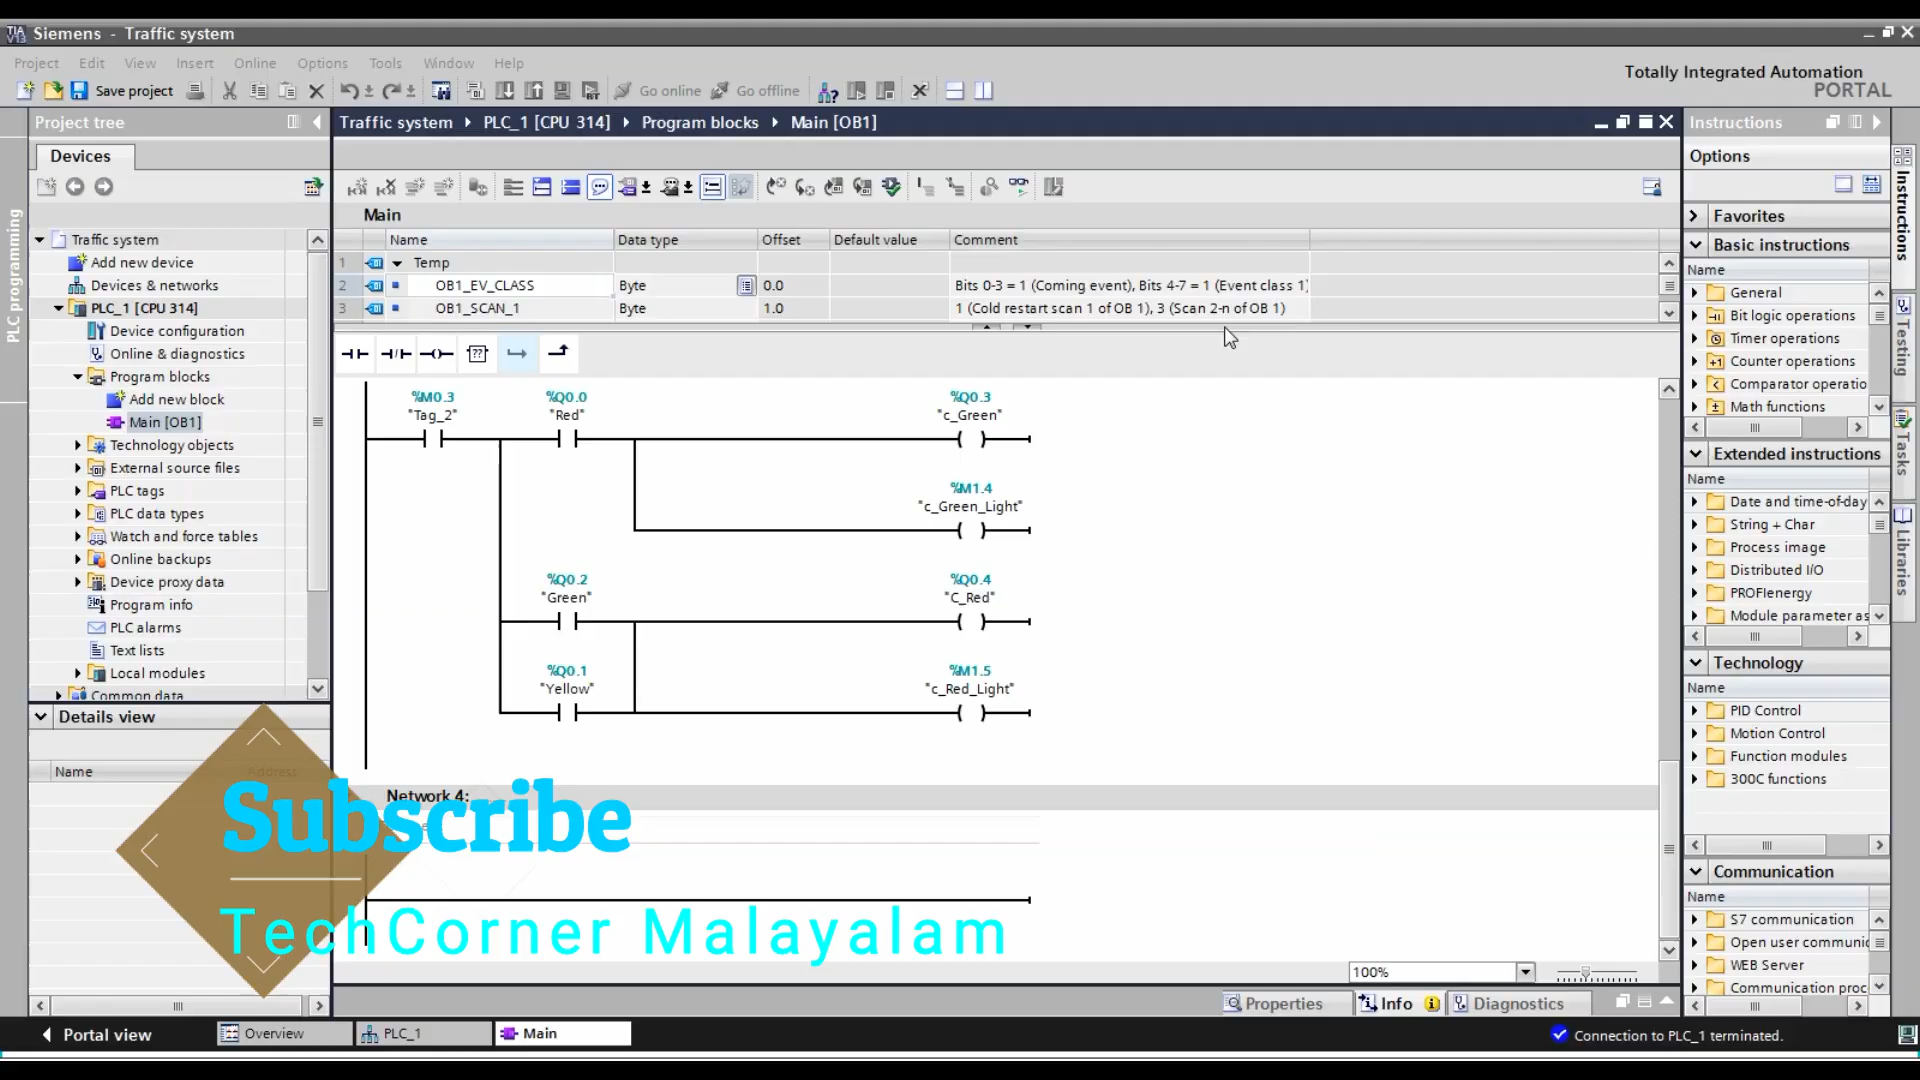 Siemens - Traffic system
Project Edit View Insert Online Options Tools Window Help
Totally Integrated Automation
PORTAL
Save project Go online Go offline
Project tree
Traffic system PLC_1 [CPU 314] Program blocks Main [OB1]
Instructions
Devices
Options
PLC programming
Main
Name Data type Offset Default value Comment
1 Temp
2 OB1_EV_CLASS Byte 0.0 Bits 0-3 = 1 (Coming event), Bits 4-7 = 1 (Event class 1)
3 OB1_SCAN_1 Byte 1.0 1 (Cold restart scan 1 of OB 1), 3 (Scan 2-n of OB 1)
Traffic system
Add new device
Devices & networks
PLC_1 [CPU 314]
Device configuration
Online & diagnostics
Program blocks
Add new block
Main [OB1]
Technology objects
External source files
PLC tags
PLC data types
Watch and force tables
Online backups
Device proxy data
Program info
PLC alarms
Text lists
Local modules
Common data
Details view
Name Address
%M0.3
"Tag_2"
%Q0.0
"Red"
%Q0.3
"c_Green"
%M1.4
"c_Green_Light"
%Q0.2
"Green"
%Q0.4
"C_Red"
%Q0.1
"Yellow"
%M1.5
"c_Red_Light"
Network 4:
Subscribe
TechCorner Malayalam
100%
Properties Info Diagnostics
Favorites
Basic instructions
Name
General
Bit logic operations
Timer operations
Counter operations
Comparator operatio
Math functions
Extended instructions
Name
Date and time-of-day
String + Char
Process image
Distributed I/O
PROFIenergy
Module parameter as
Technology
Name
PID Control
Motion Control
Function modules
300C functions
Communication
Name
S7 communication
Open user communic
WEB Server
Communication proc
Instructions
Testing
Tasks
Libraries
Portal view Overview PLC_1 Main
Connection to PLC_1 terminated.